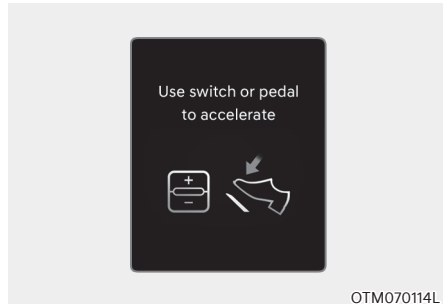 Use switch or pedal
to accelerate
+
−
OTM070114L